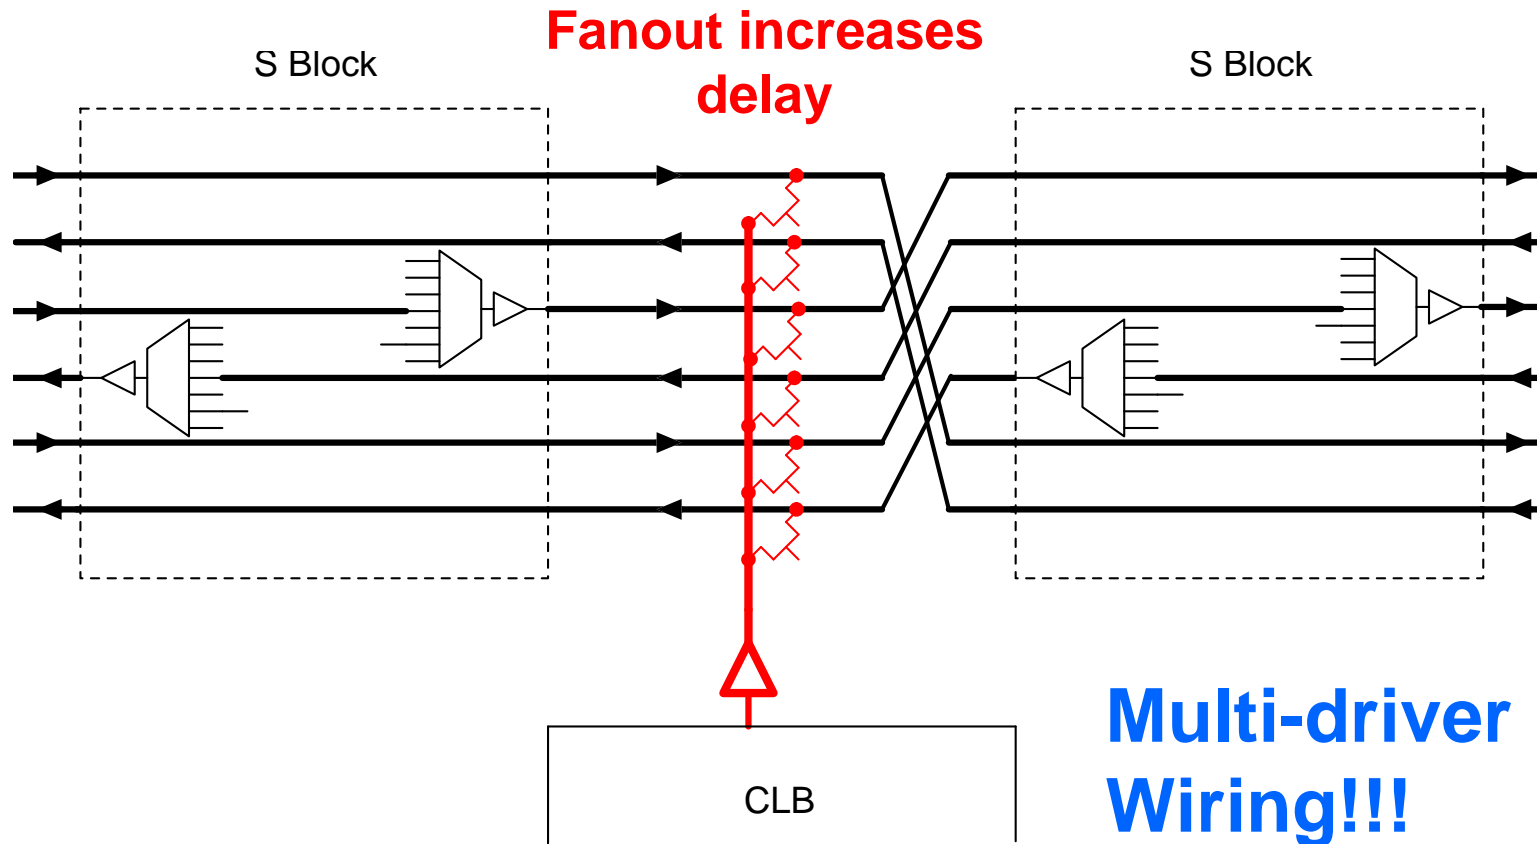 Fanout increases
delay
S Block
S Block
CLB
Multi-driver
Wiring!!!